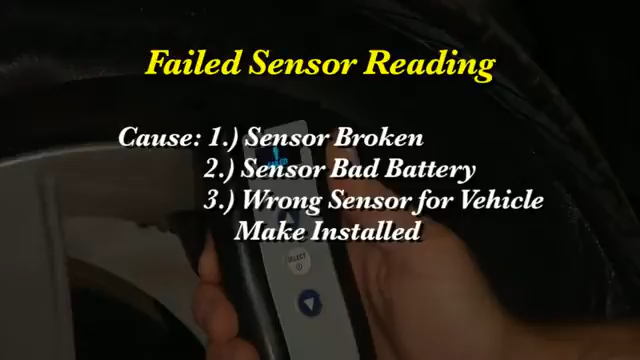 Failed Sensor Reading
Cause: 1.) Sensor Broken
2.) Sensor Bad Battery
3.) Wrong Sensor for Vehicle
Make Installed
FAILED
SELECT